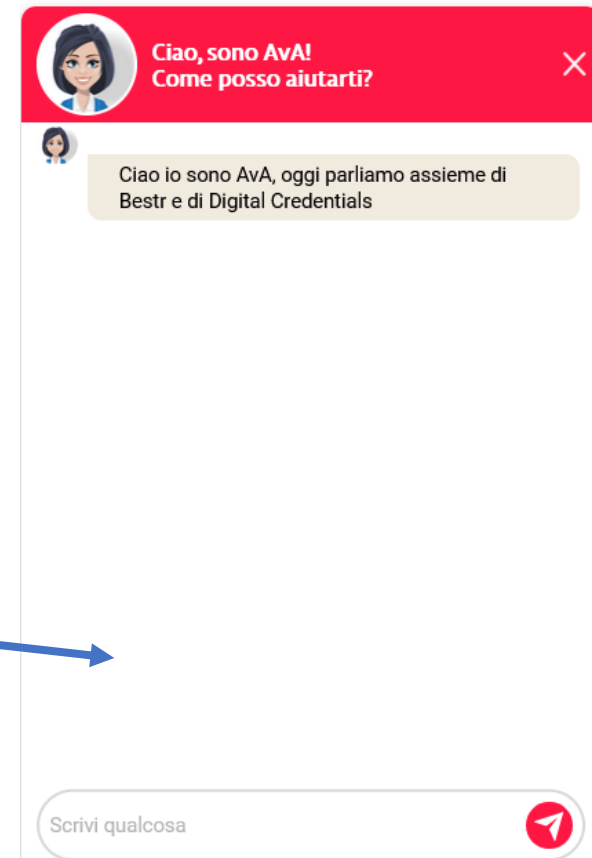 Ciao, sono AvA!
Come posso aiutarti?
Ciao io sono AvA, oggi parliamo assieme di
Bestr e di Digital Credentials
Scrivi qualcosa